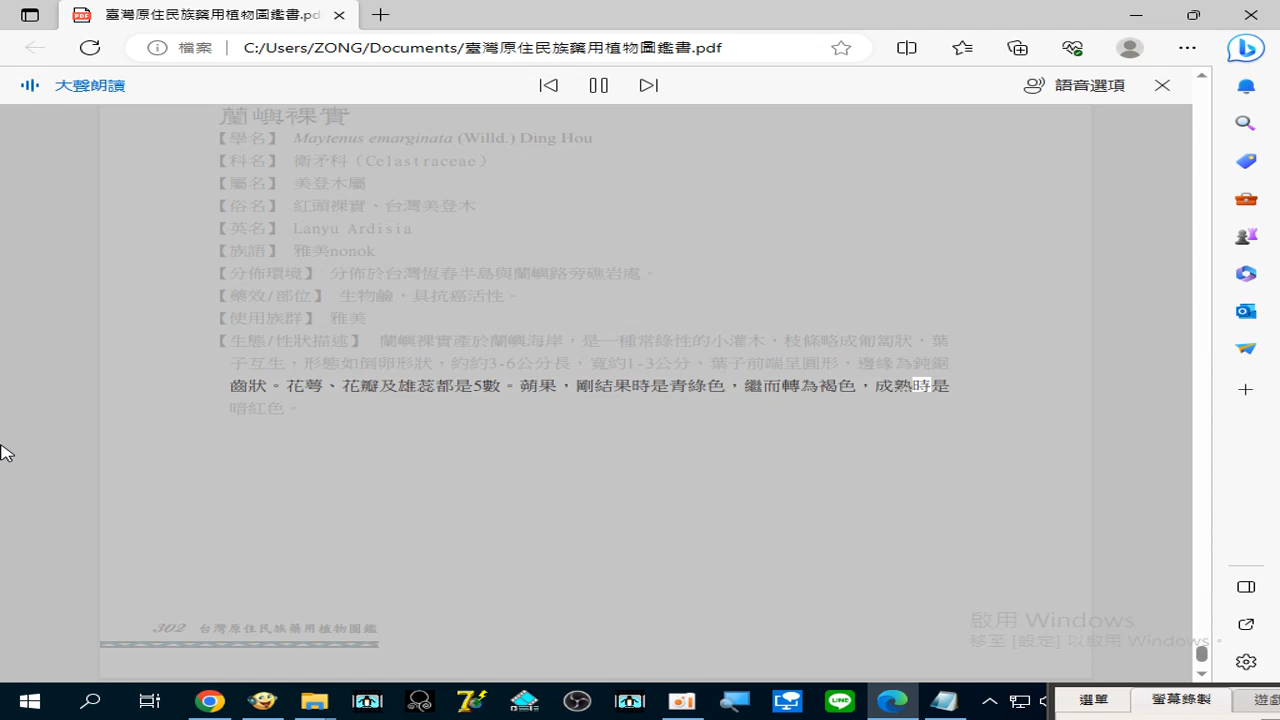 臺灣原住民族藥用植物圖鑑書.pd
檔案 C:/Users/ZONG/Documents/臺灣原住民族藥用植物圖鑑書.pdf
大聲朗讀
語音選項
蘭嶼裸實
【學名】 Maytenus emarginata (Willd.) Ding Hou
【科名】 衛矛科（Celastraceae）
【屬名】 美登木屬
【俗名】 紅頭裸實、台灣美登木
【英名】 Lanyu Ardisia
【族語】 雅美nonok
【分佈環境】 分佈於台灣恆春半島與蘭嶼路旁礁岩處。
【藥效/部位】 生物鹼，具抗癌活性。
【使用族群】 雅美
【生態/性狀描述】 蘭嶼裸實產於蘭嶼海岸，是一種常綠性的小灌木，枝條略成匍匐狀，葉
子互生，形態如倒卵形狀，約約3-6公分長，寬約1-3公分，葉子前端呈圓形，邊緣為鈍鋸
齒狀。花萼、花瓣及雄蕊都是5數。蒴果，剛結果時是青綠色，繼而轉為褐色，成熟時是
暗紅色。
302 台灣原住民族藥用植物圖鑑
啟用 Windows
移至 [設定] 以啟用 Windows。
LINE
選單
螢幕錄製
遊戲